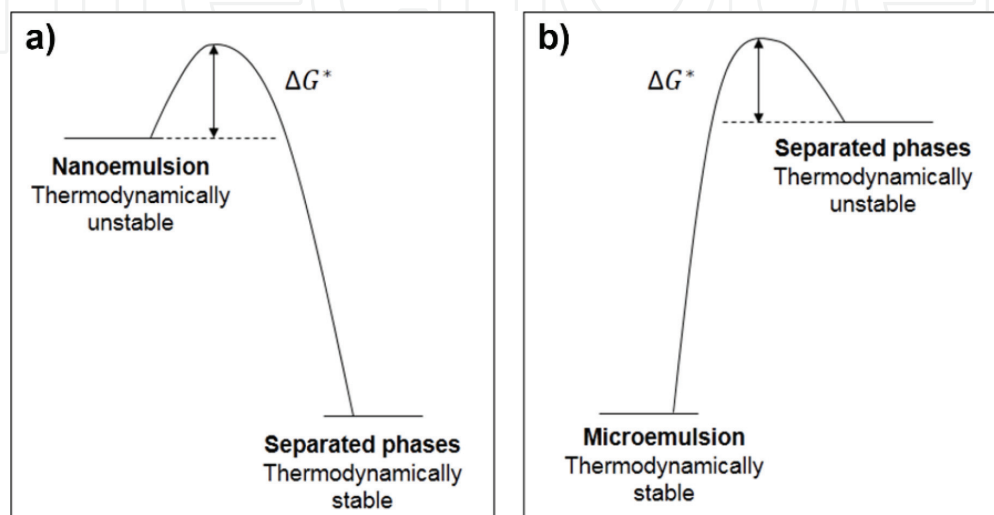 a)
ΔG*
Nanoemulsion
Thermodynamically
unstable
Separated phases
Thermodynamically
stable
b)
ΔG*
Separated phases
Thermodynamically
unstable
Microemulsion
Thermodynamically
stable